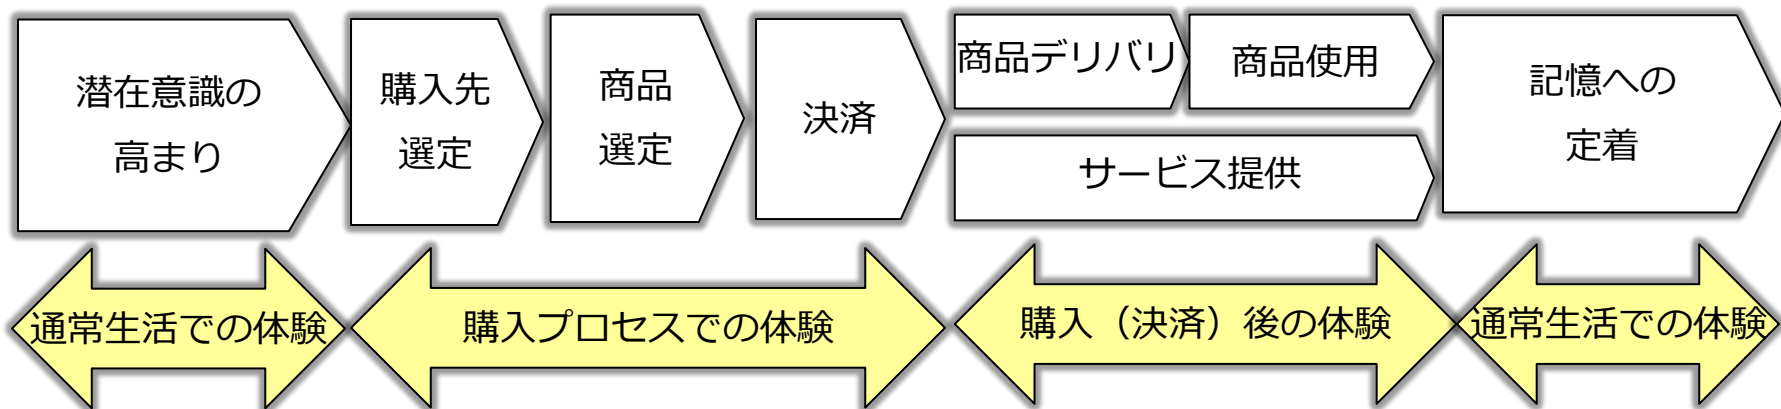 潜在意識の
高まり
購入先
選定
商品
選定
決済
商品デリバリ
商品使用
サービス提供
記憶への
定着
通常生活での体験
購入プロセスでの体験
購入（決済）後の体験
通常生活での体験